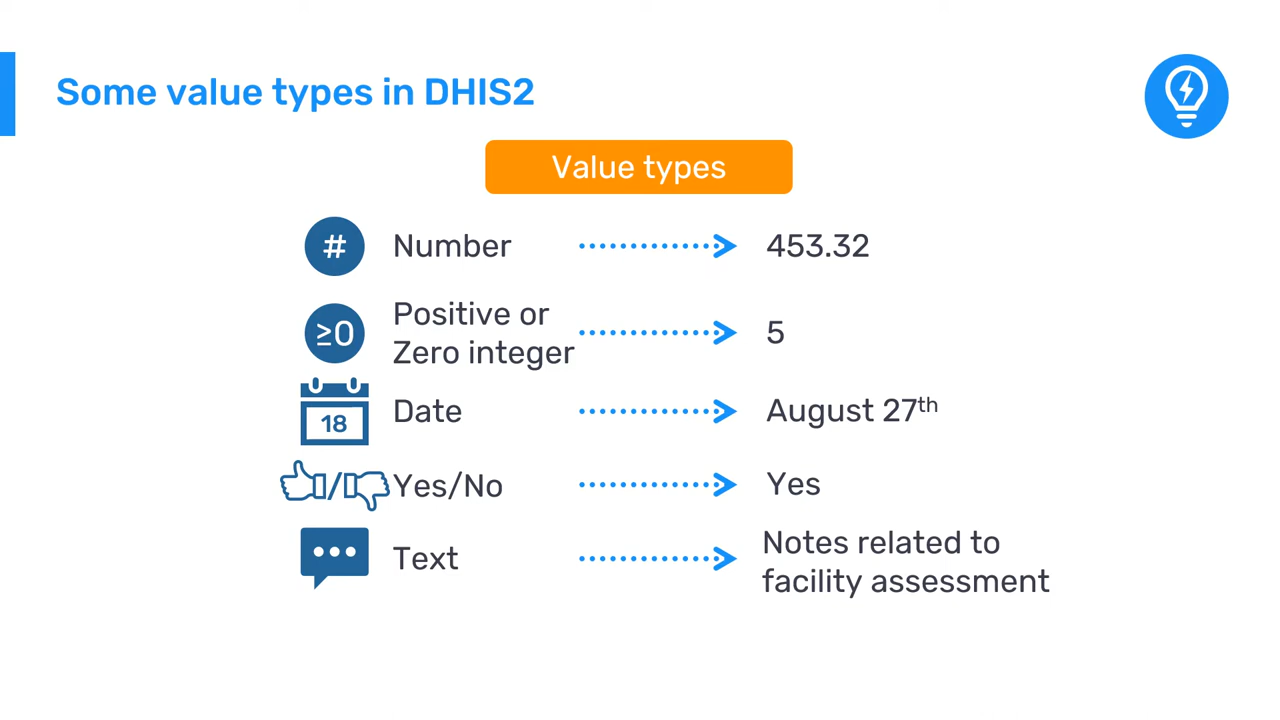 Some value types in DHIS2
Value types
# Number 453.32
≥0 Positive or
Zero integer 5
18 Date August 27th
/ Yes/No Yes
Text Notes related to
facility assessment